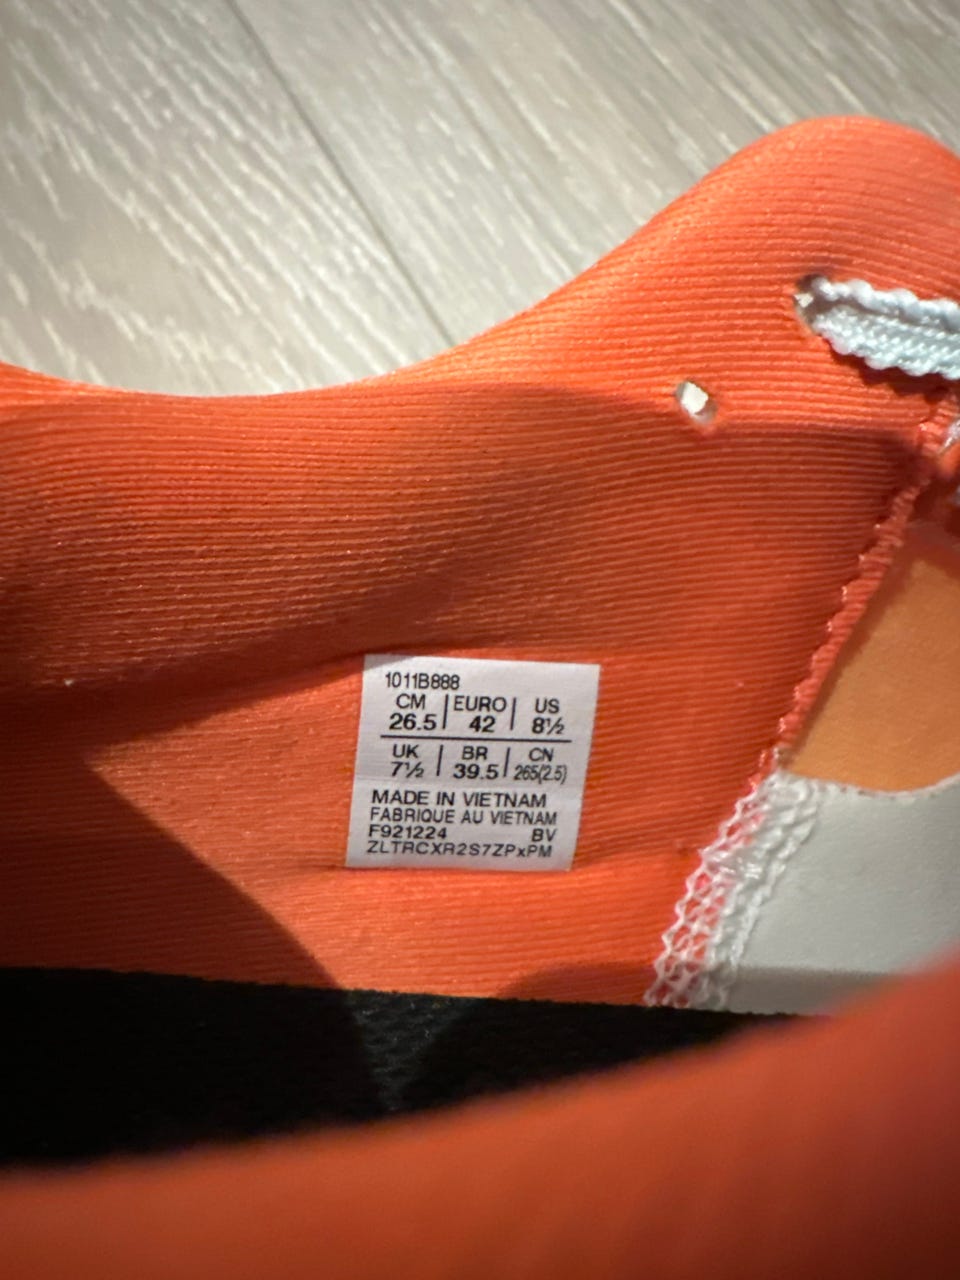 1011B888
CM | EURO | US
26.5 | 42 | 8½
UK | BR | CN
7½ | 39.5 | 265(2.5)
MADE IN VIETNAM
FABRIQUE AU VIETNAM
F921224 BV
ZLTRCXR2S7ZPxPM